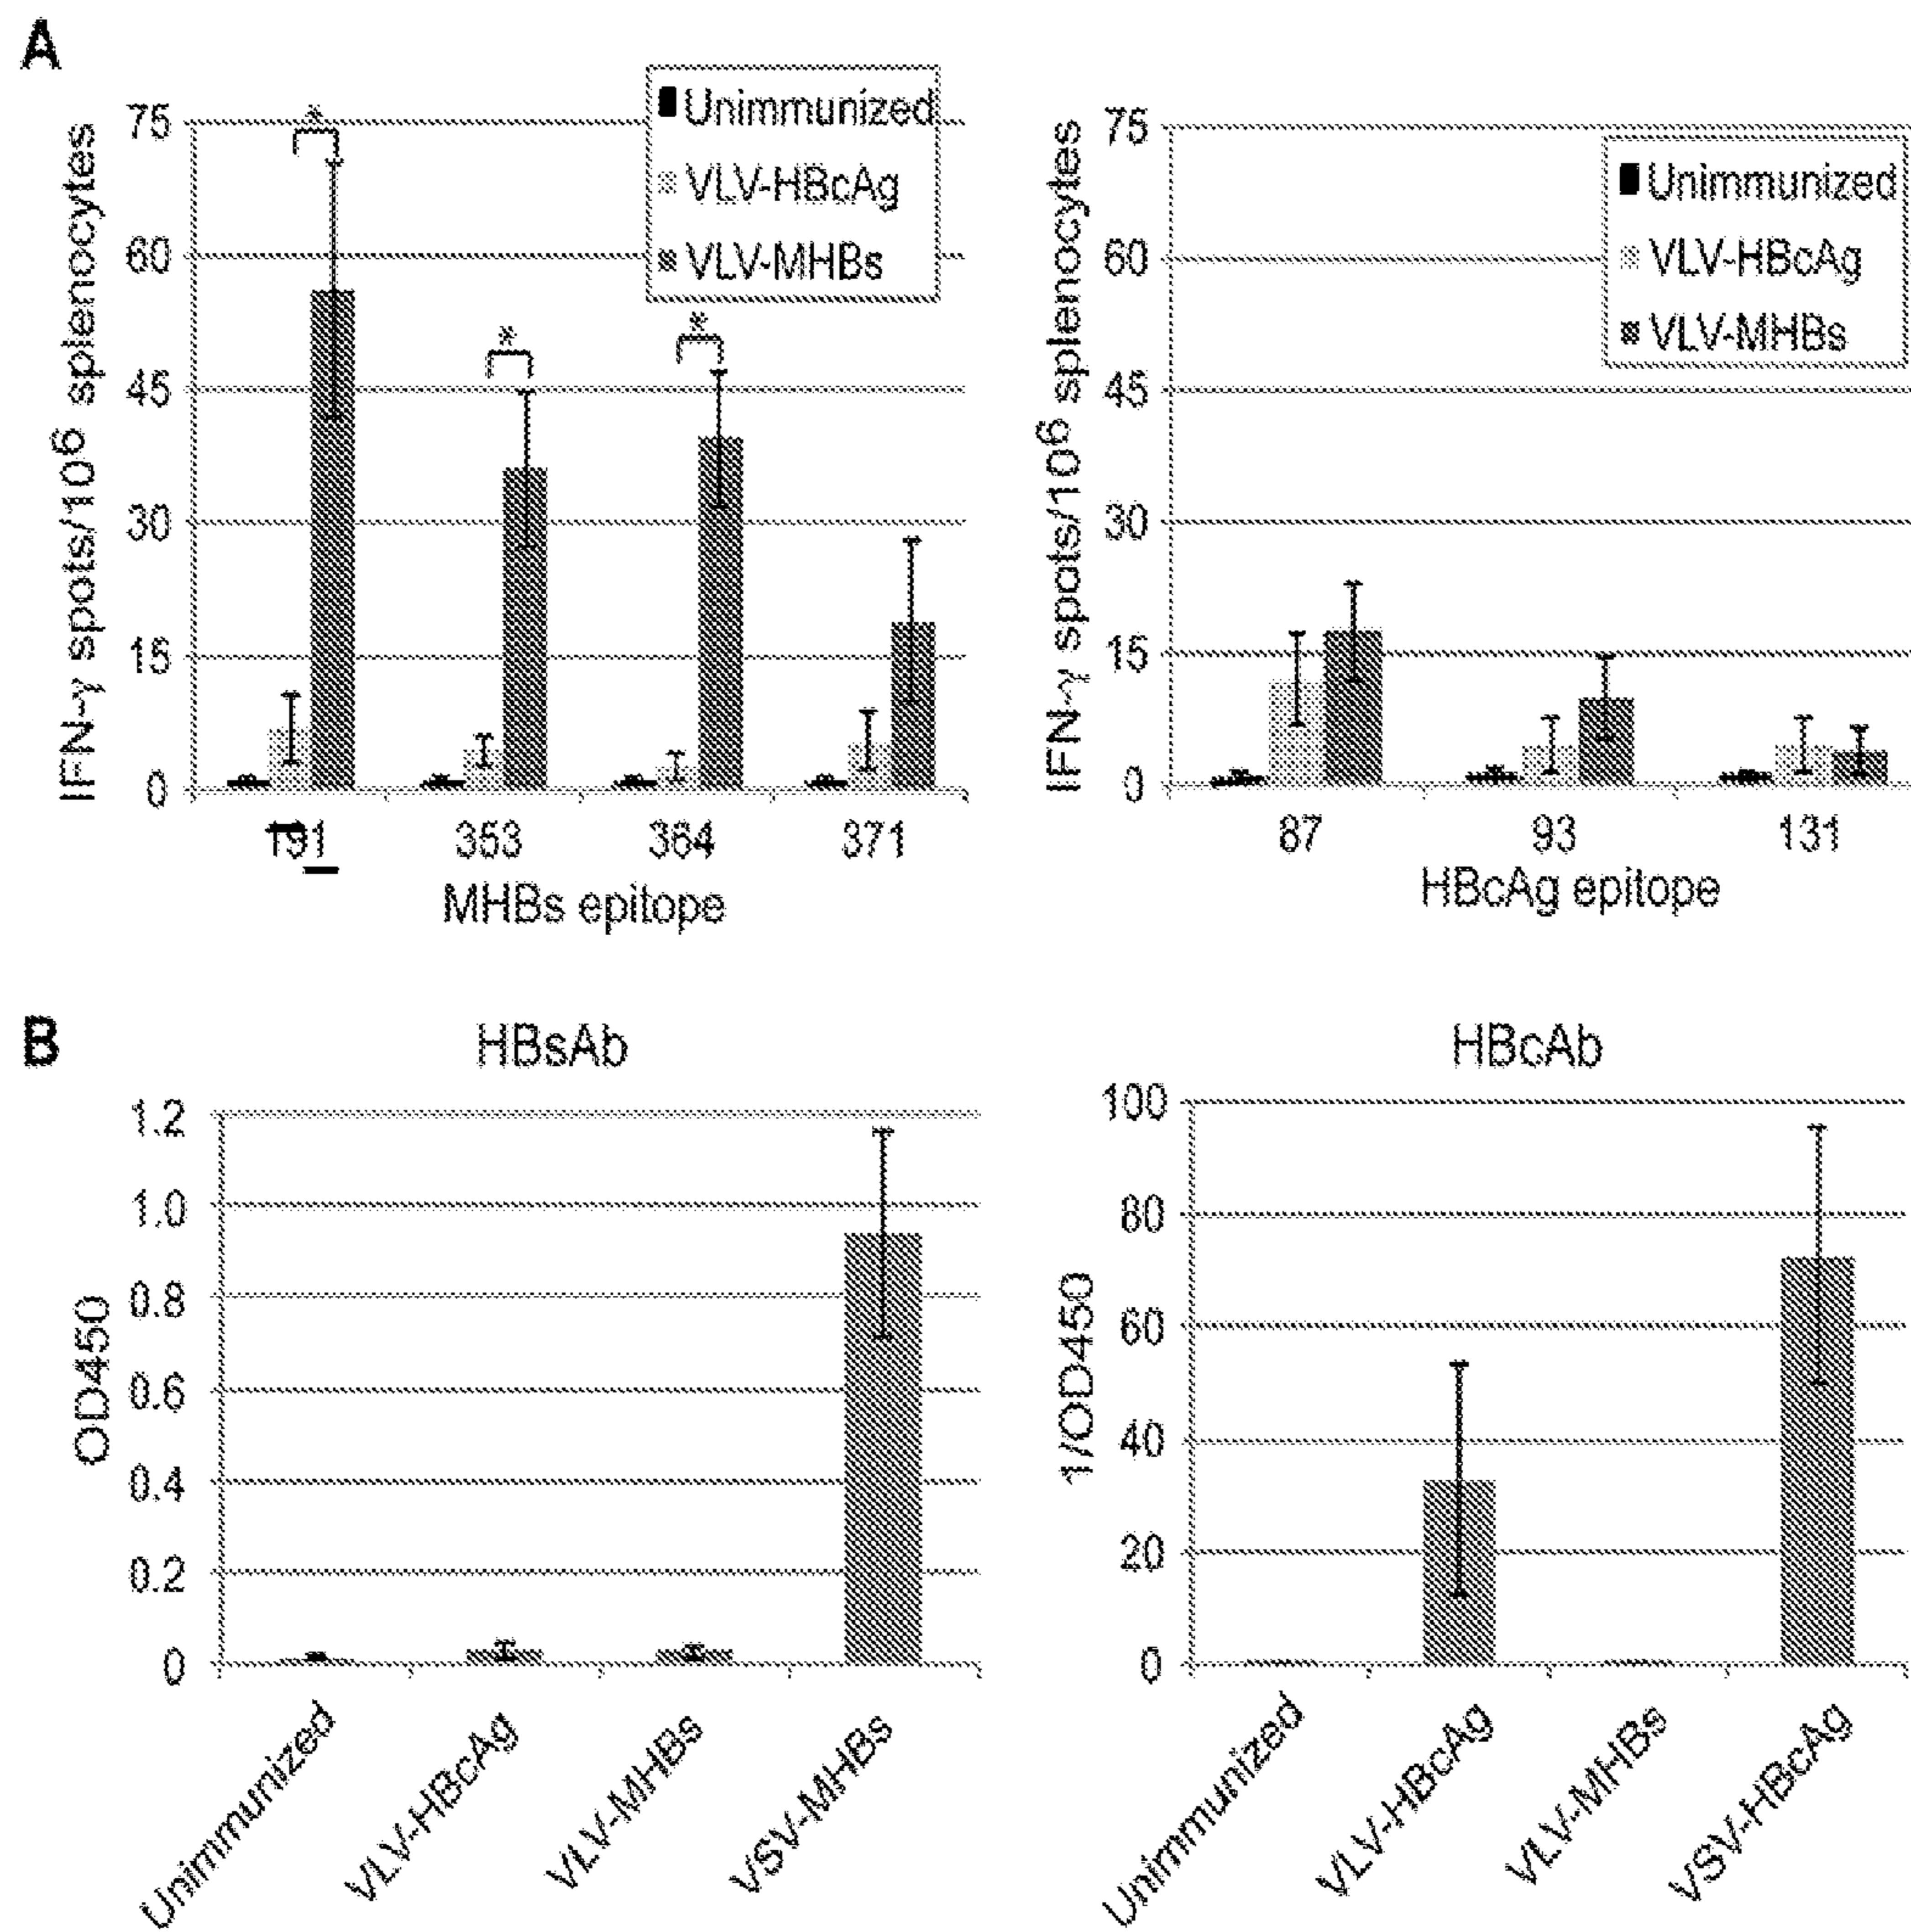 A
IFN-γ spots/10⁶ splenocytes
75
60
45
30
15
0
Unimmunized
VLV-HBcAg
VLV-MHBs
*
*
*
191
353
364
371
MHBs epitope
IFN-γ spots/10⁶ splenocytes
75
60
45
30
15
0
Unimmunized
VLV-HBcAg
VLV-MHBs
87
93
131
HBcAg epitope
B
HBsAb
OD450
1.2
1.0
0.8
0.6
0.4
0.2
0
Unimmunized
VLV-HBcAg
VLV-MHBs
VSV-MHBs
HBcAb
1/OD450
100
80
60
40
20
0
Unimmunized
VLV-HBcAg
VLV-MHBs
VSV-HBcAg